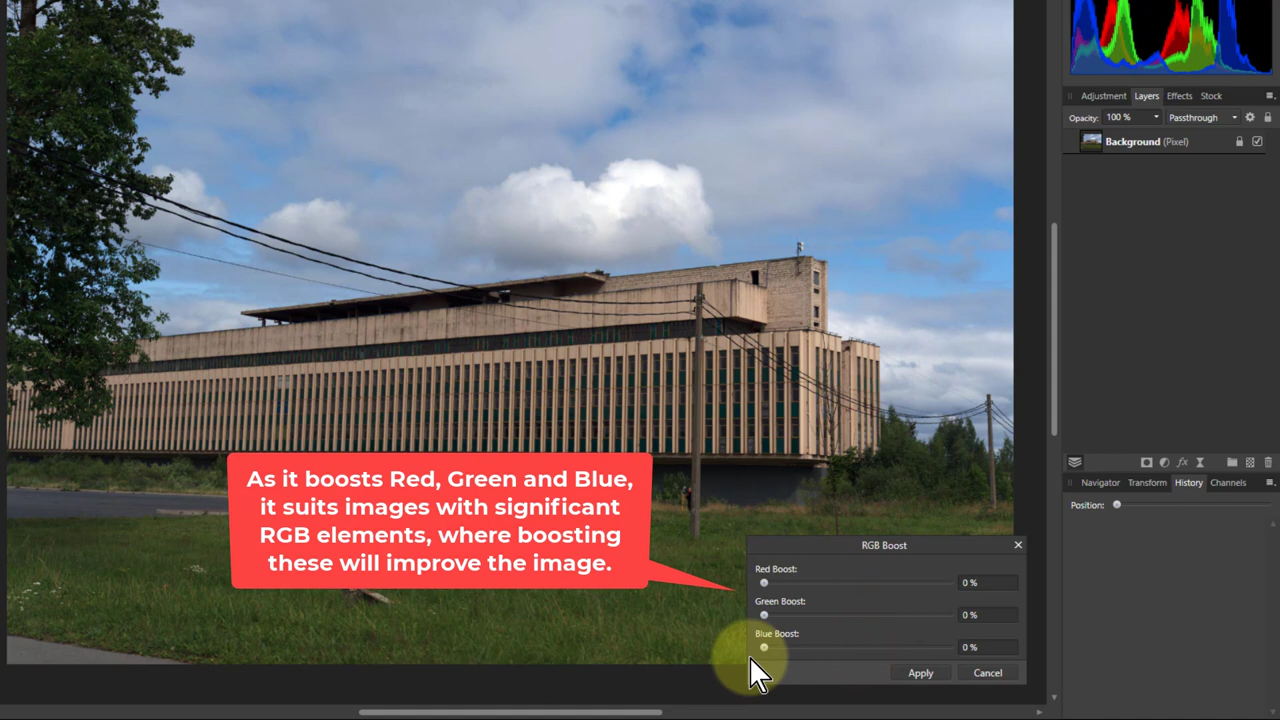 Adjustment Layers Effects Stock
Opacity: 100 % Passthrough
Background (Pixel)
fx
Navigator Transform History Channels
Position:
As it boosts Red, Green and Blue,
it suits images with significant
RGB elements, where boosting
these will improve the image.
RGB Boost
Red Boost:
0 %
Green Boost:
0 %
Blue Boost:
0 %
Apply Cancel